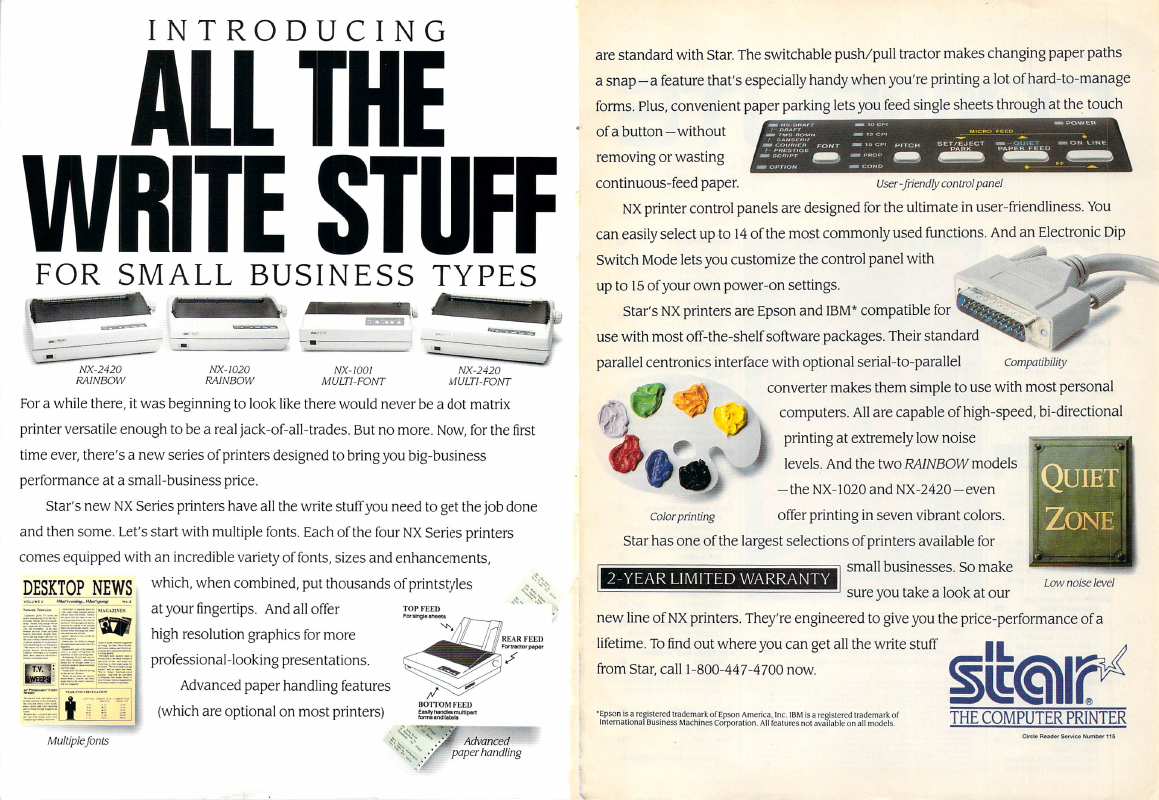 INTRODUCING
ALL THE
WRITE STUFF
FOR SMALL BUSINESS TYPES
NX-2420
RAINBOW
NX-1020
RAINBOW
NX-1001
MULTI-FONT
NX-2420
MULTI-FONT
For a while there, it was beginning to look like there would never be a dot matrix
printer versatile enough to be a real jack-of-all-trades. But no more. Now, for the first
time ever, there's a new series of printers designed to bring you big-business
performance at a small-business price.
Star's new NX Series printers have all the write stuff you need to get the job done
and then some. Let's start with multiple fonts. Each of the four NX Series printers
comes equipped with an incredible variety of fonts, sizes and enhancements,
which, when combined, put thousands of printstyles
at your fingertips. And all offer
high resolution graphics for more
professional-looking presentations.
Advanced paper handling features
(which are optional on most printers)
DESKTOP NEWS
MAGAZINES
T.V.
SWEEPS
Multiple fonts
TOP FEED
For single sheets
REAR FEED
For tractor paper
BOTTOM FEED
Easily handles multipart
forms and labels
Advanced
paper handling
are standard with Star. The switchable push/pull tractor makes changing paper paths
a snap—a feature that's especially handy when you're printing a lot of hard-to-manage
forms. Plus, convenient paper parking lets you feed single sheets through at the touch
of a button—without
removing or wasting
continuous-feed paper.
HS-DRAFT
DRAFT
TMS-ROMN
SANSERIF
COURIER
PRESTIGE
SCRIPT
OPTION
FONT
10 CPI
12 CPI
15 CPI
PROP
COND
PITCH
MICRO FEED
SET/EJECT
PARK
QUIET
PAPER FEED
POWER
ON LINE
FF
User-friendly control panel
NX printer control panels are designed for the ultimate in user-friendliness. You
can easily select up to 14 of the most commonly used functions. And an Electronic Dip
Switch Mode lets you customize the control panel with
up to 15 of your own power-on settings.
Star's NX printers are Epson and IBM* compatible for
use with most off-the-shelf software packages. Their standard
parallel centronics interface with optional serial-to-parallel
Compatibility
converter makes them simple to use with most personal
computers. All are capable of high-speed, bi-directional
printing at extremely low noise
levels. And the two RAINBOW models
—the NX-1020 and NX-2420—even
offer printing in seven vibrant colors.
Color printing
QUIET
ZONE
Low noise level
Star has one of the largest selections of printers available for
2-YEAR LIMITED WARRANTY
small businesses. So make
sure you take a look at our
new line of NX printers. They're engineered to give you the price-performance of a
lifetime. To find out where you can get all the write stuff
from Star, call 1-800-447-4700 now.
star®
THE COMPUTER PRINTER
*Epson is a registered trademark of Epson America, Inc. IBM is a registered trademark of
International Business Machines Corporation. All features not available on all models.
Circle Reader Service Number 115